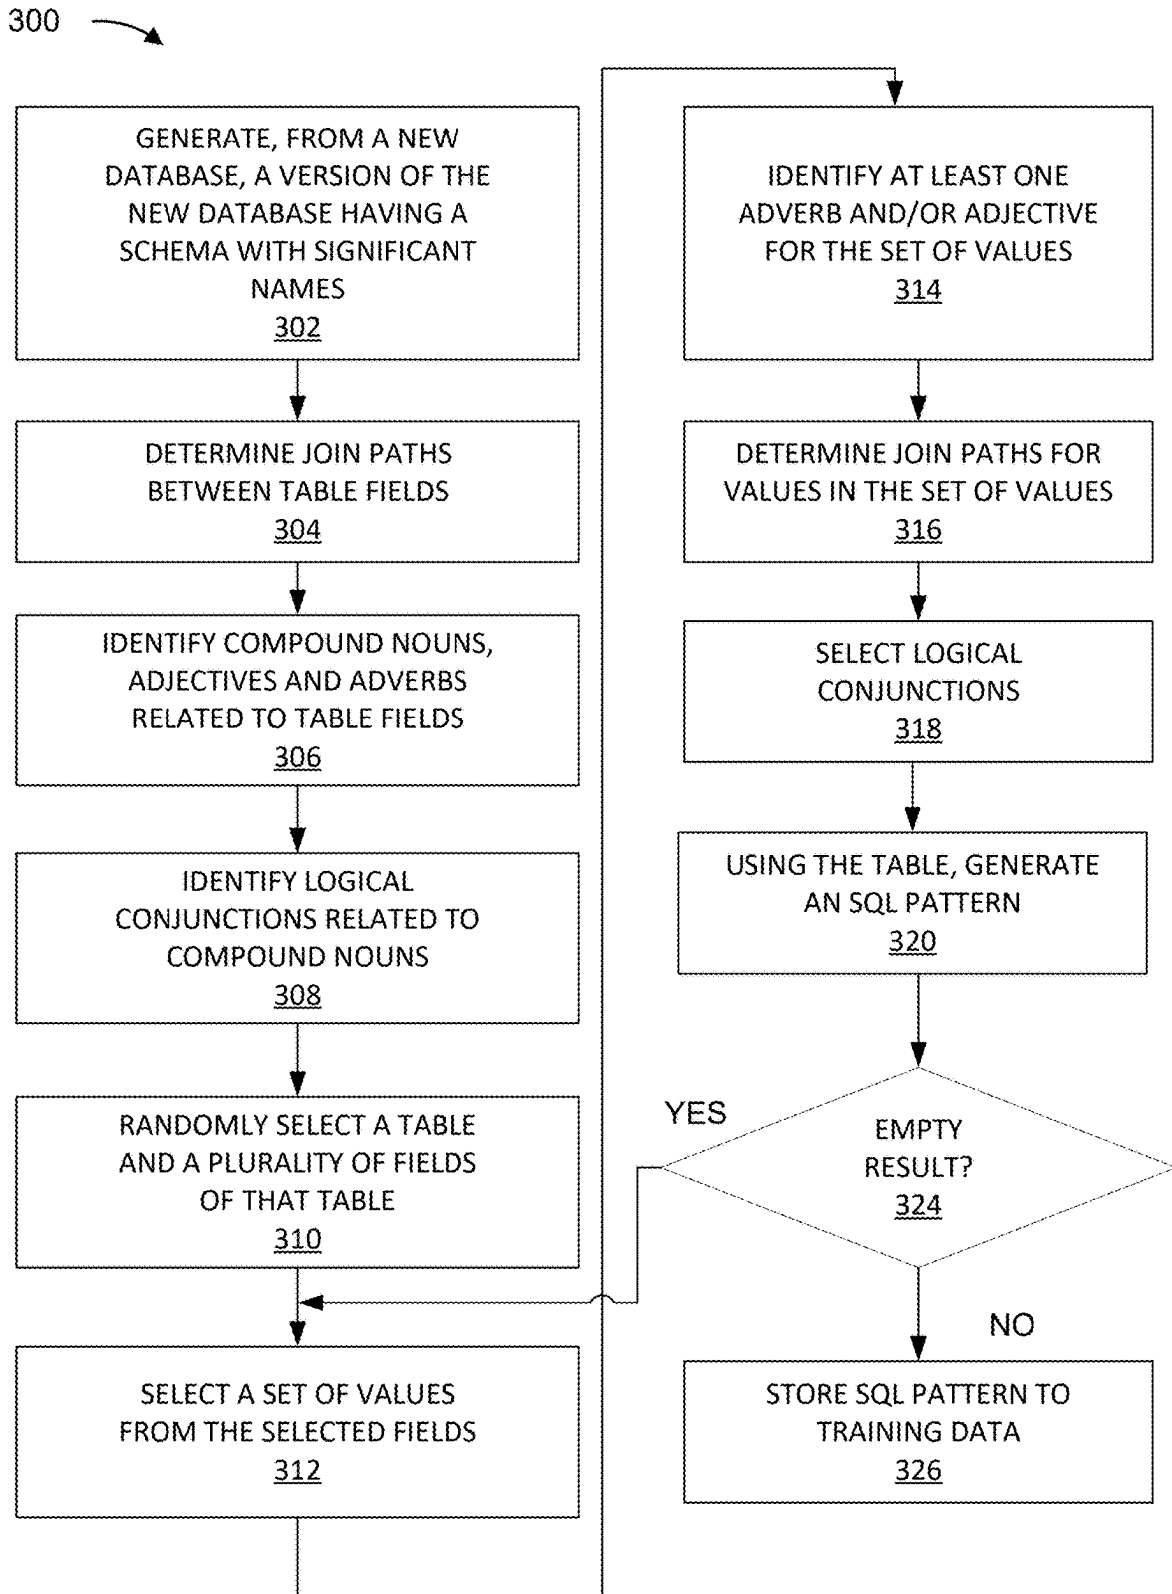 300
GENERATE, FROM A NEW
DATABASE, A VERSION OF THE
NEW DATABASE HAVING A
SCHEMA WITH SIGNIFICANT
NAMES
302
DETERMINE JOIN PATHS
BETWEEN TABLE FIELDS
304
IDENTIFY COMPOUND NOUNS,
ADJECTIVES AND ADVERBS
RELATED TO TABLE FIELDS
306
IDENTIFY LOGICAL
CONJUNCTIONS RELATED TO
COMPOUND NOUNS
308
RANDOMLY SELECT A TABLE
AND A PLURALITY OF FIELDS
OF THAT TABLE
310
SELECT A SET OF VALUES
FROM THE SELECTED FIELDS
312
IDENTIFY AT LEAST ONE
ADVERB AND/OR ADJECTIVE
FOR THE SET OF VALUES
314
DETERMINE JOIN PATHS FOR
VALUES IN THE SET OF VALUES
316
SELECT LOGICAL
CONJUNCTIONS
318
USING THE TABLE, GENERATE
AN SQL PATTERN
320
YES
EMPTY
RESULT?
324
NO
STORE SQL PATTERN TO
TRAINING DATA
326